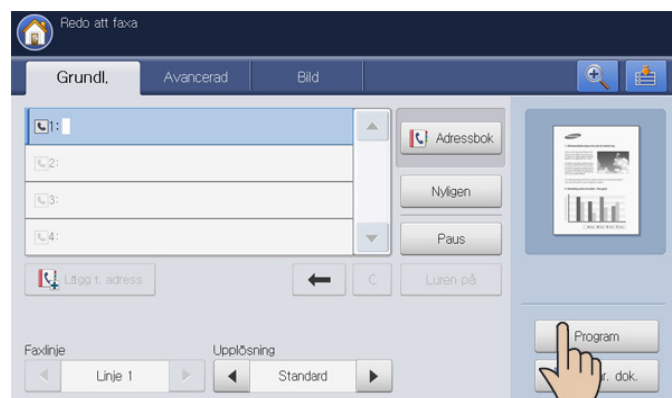 Redo att faxa
Grundl,
Avancerad
Bild
1:
Adressbok
2:
Nyligen
3:
4:
Paus
Lägg t. adress
C
Luren på
Faxlinje
Upplösning
Linje 1
Standard
Program
r. dok.